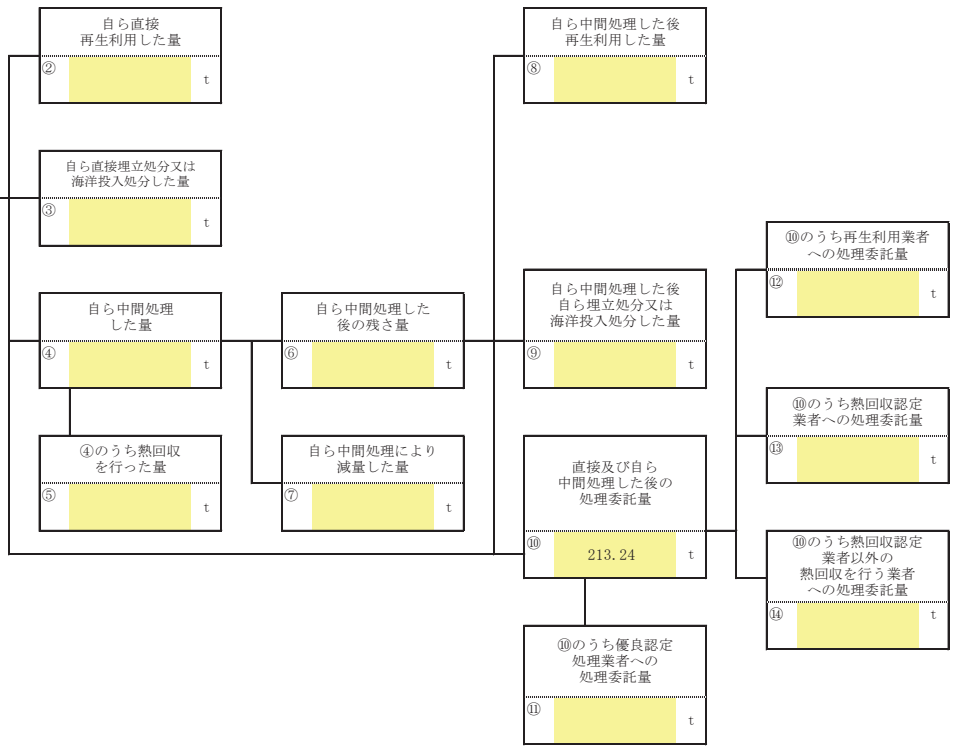 自ら直接
再生利用した量
② t
自ら直接埋立処分又は
海洋投入処分した量
③ t
自ら中間処理
した量
④ t
④のうち熱回収
を行った量
⑤ t
自ら中間処理した
後の残さ量
⑥ t
自ら中間処理により
減量した量
⑦ t
自ら中間処理した後
再生利用した量
⑧ t
自ら中間処理した後
自ら埋立処分又は
海洋投入処分した量
⑨ t
直接及び自ら
中間処理した後の
処理委託量
⑩ 213.24 t
⑩のうち優良認定
処理業者への
処理委託量
⑪ t
⑩のうち再生利用業者
への処理委託量
⑫ t
⑩のうち熱回収認定
業者への処理委託量
⑬ t
⑩のうち熱回収認定
業者以外の
熱回収を行う業者
への処理委託量
⑭ t